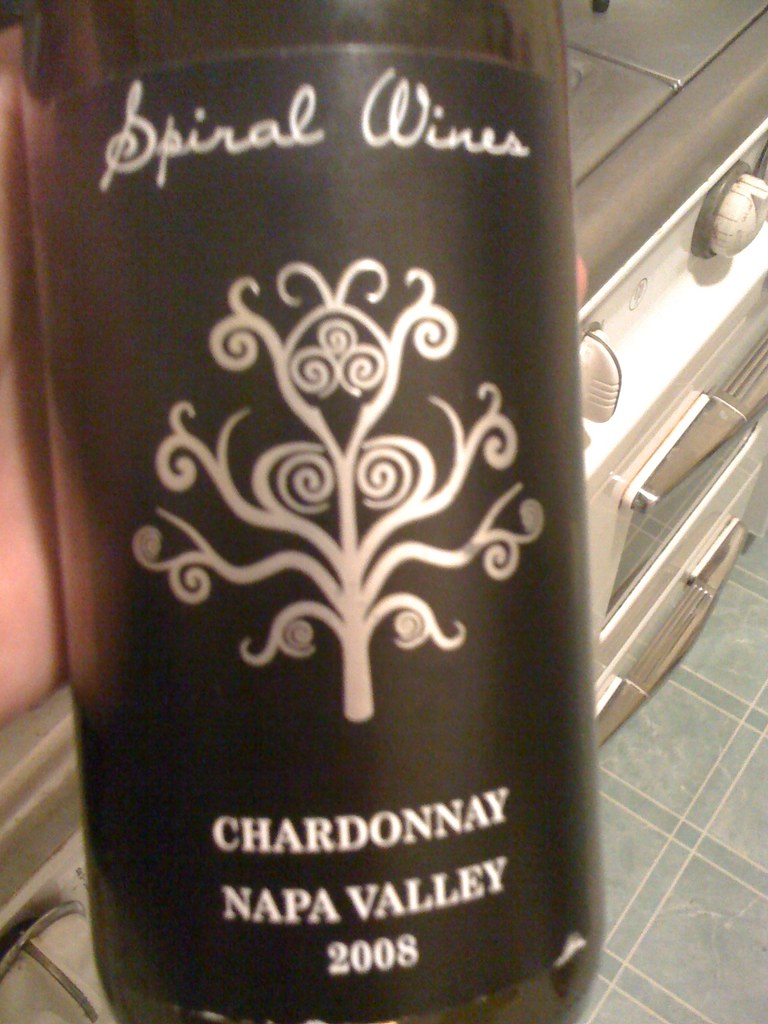 Spiral Wines
CHARDONNAY
NAPA VALLEY
2008